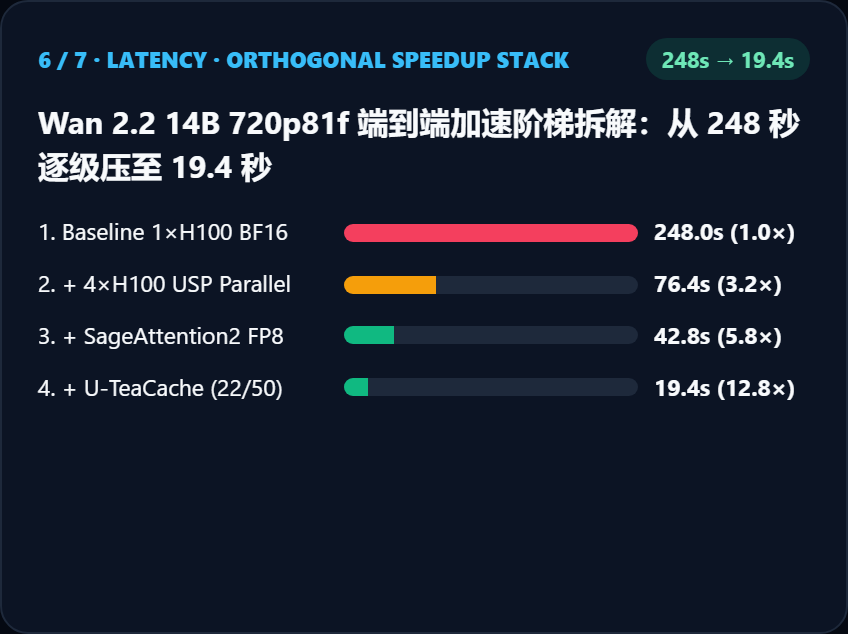 6 / 7 · LATENCY · ORTHOGONAL SPEEDUP STACK
248s → 19.4s
Wan 2.2 14B 720p81f 端到端加速阶梯拆解：从 248 秒
逐级压至 19.4 秒
1. Baseline 1×H100 BF16
248.0s (1.0×)
2. + 4×H100 USP Parallel
76.4s (3.2×)
3. + SageAttention2 FP8
42.8s (5.8×)
4. + U-TeaCache (22/50)
19.4s (12.8×)